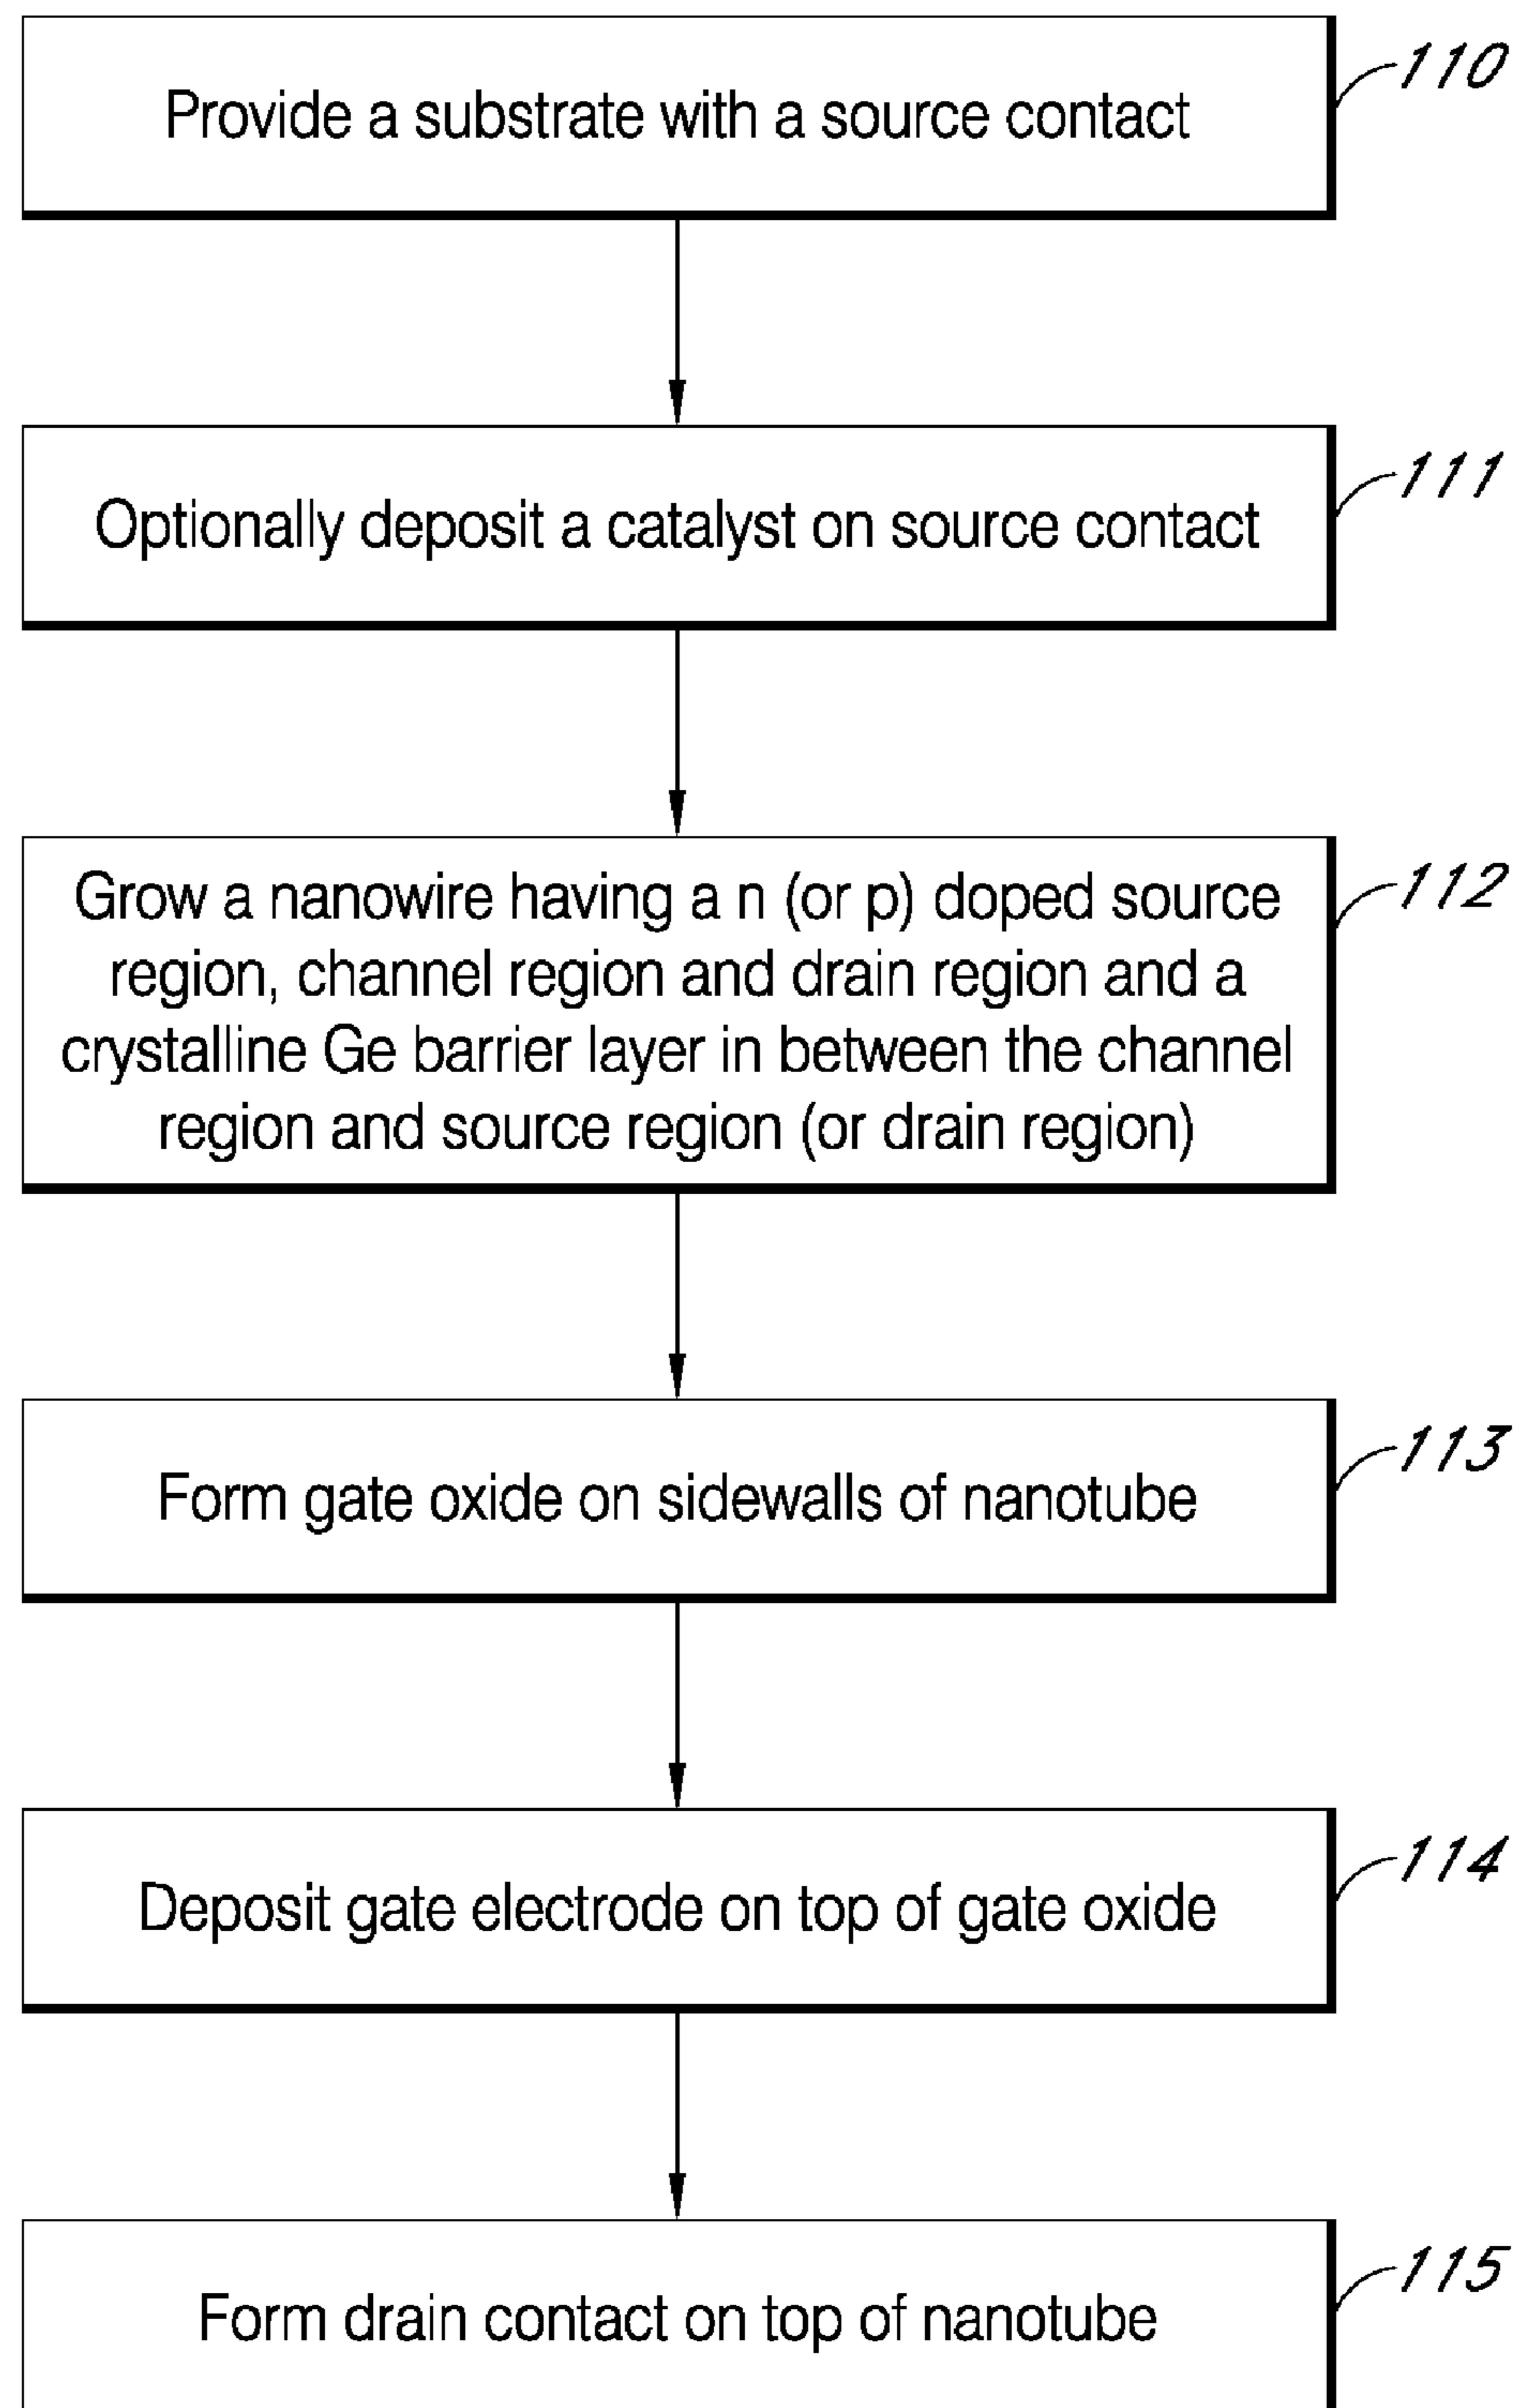 Provide a substrate with a source contact
110
Optionally deposit a catalyst on source contact
111
Grow a nanowire having a n (or p) doped source
region, channel region and drain region and a
crystalline Ge barrier layer in between the channel
region and source region (or drain region)
112
Form gate oxide on sidewalls of nanotube
113
Deposit gate electrode on top of gate oxide
114
Form drain contact on top of nanotube
115